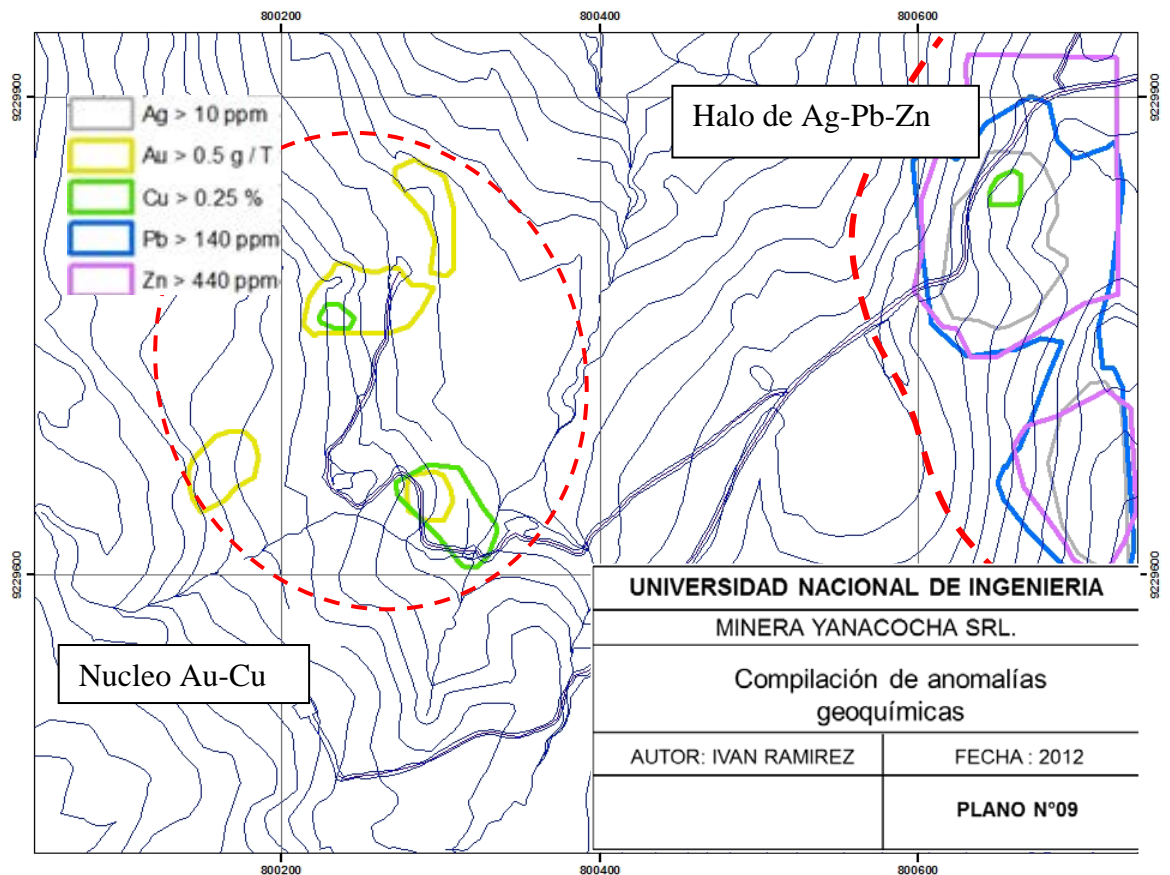 800200
800400
800600
9229900
9229900
Ag > 10 ppm
Au > 0.5 g / T
Cu > 0.25 %
Pb > 140 ppm
Zn > 440 ppm
Halo de Ag-Pb-Zn
9229600
9229600
Nucleo Au-Cu
UNIVERSIDAD NACIONAL DE INGENIERIA
MINERA YANACOCHA SRL.
Compilación de anomalías
geoquímicas
AUTOR: IVAN RAMIREZ
FECHA : 2012
PLANO N°09
800200
800400
800600